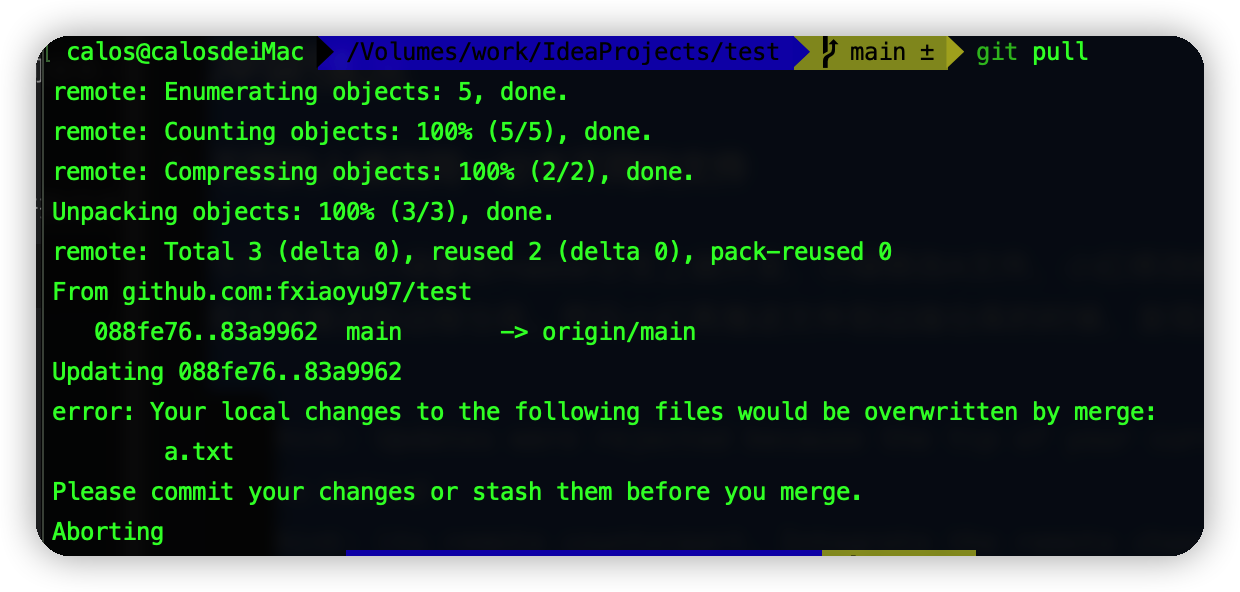 calos@calosdeiMac /Volumes/work/IdeaProjects/test main ± git pull
remote: Enumerating objects: 5, done.
remote: Counting objects: 100% (5/5), done.
remote: Compressing objects: 100% (2/2), done.
Unpacking objects: 100% (3/3), done.
remote: Total 3 (delta 0), reused 2 (delta 0), pack-reused 0
From github.com:fxiaoyu97/test
   088fe76..83a9962  main       -> origin/main
Updating 088fe76..83a9962
error: Your local changes to the following files would be overwritten by merge:
        a.txt
Please commit your changes or stash them before you merge.
Aborting